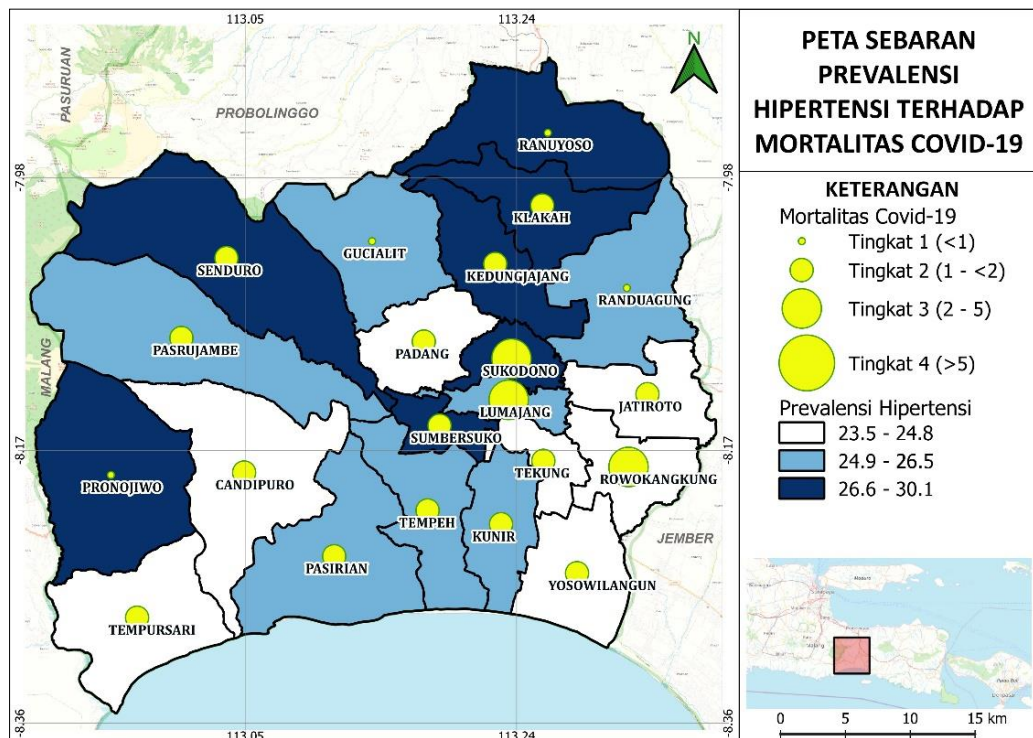 113.05
113.24
PETA SEBARAN
PREVALENSI
HIPERTENSI TERHADAP
MORTALITAS COVID-19
N
PASURUAN
PROBOLINGGO
RANUYOSO
-7.98
-7.98
KLAKAH
GUCIALIT
SENDURO
KEDUNGJAJANG
RANDUAGUNG
PASRUJAMBE
PADANG
MALANG
SUKODONO
JATIROTO
LUMAJANG
SUMBERSUKO
-8.17
-8.17
TEKUNG
PRONOJIWO
CANDIPURO
ROWOKANGKUNG
TEMPEH
KUNIR
JEMBER
PASIRIAN
YOSOWILANGUN
TEMPURSARI
-8.36
-8.36
113.05
113.24
KETERANGAN
Mortalitas Covid-19
Tingkat 1 (<1)
Tingkat 2 (1 - <2)
Tingkat 3 (2 - 5)
Tingkat 4 (>5)
Prevalensi Hipertensi
23.5 - 24.8
24.9 - 26.5
26.6 - 30.1
0 5 10 15 km